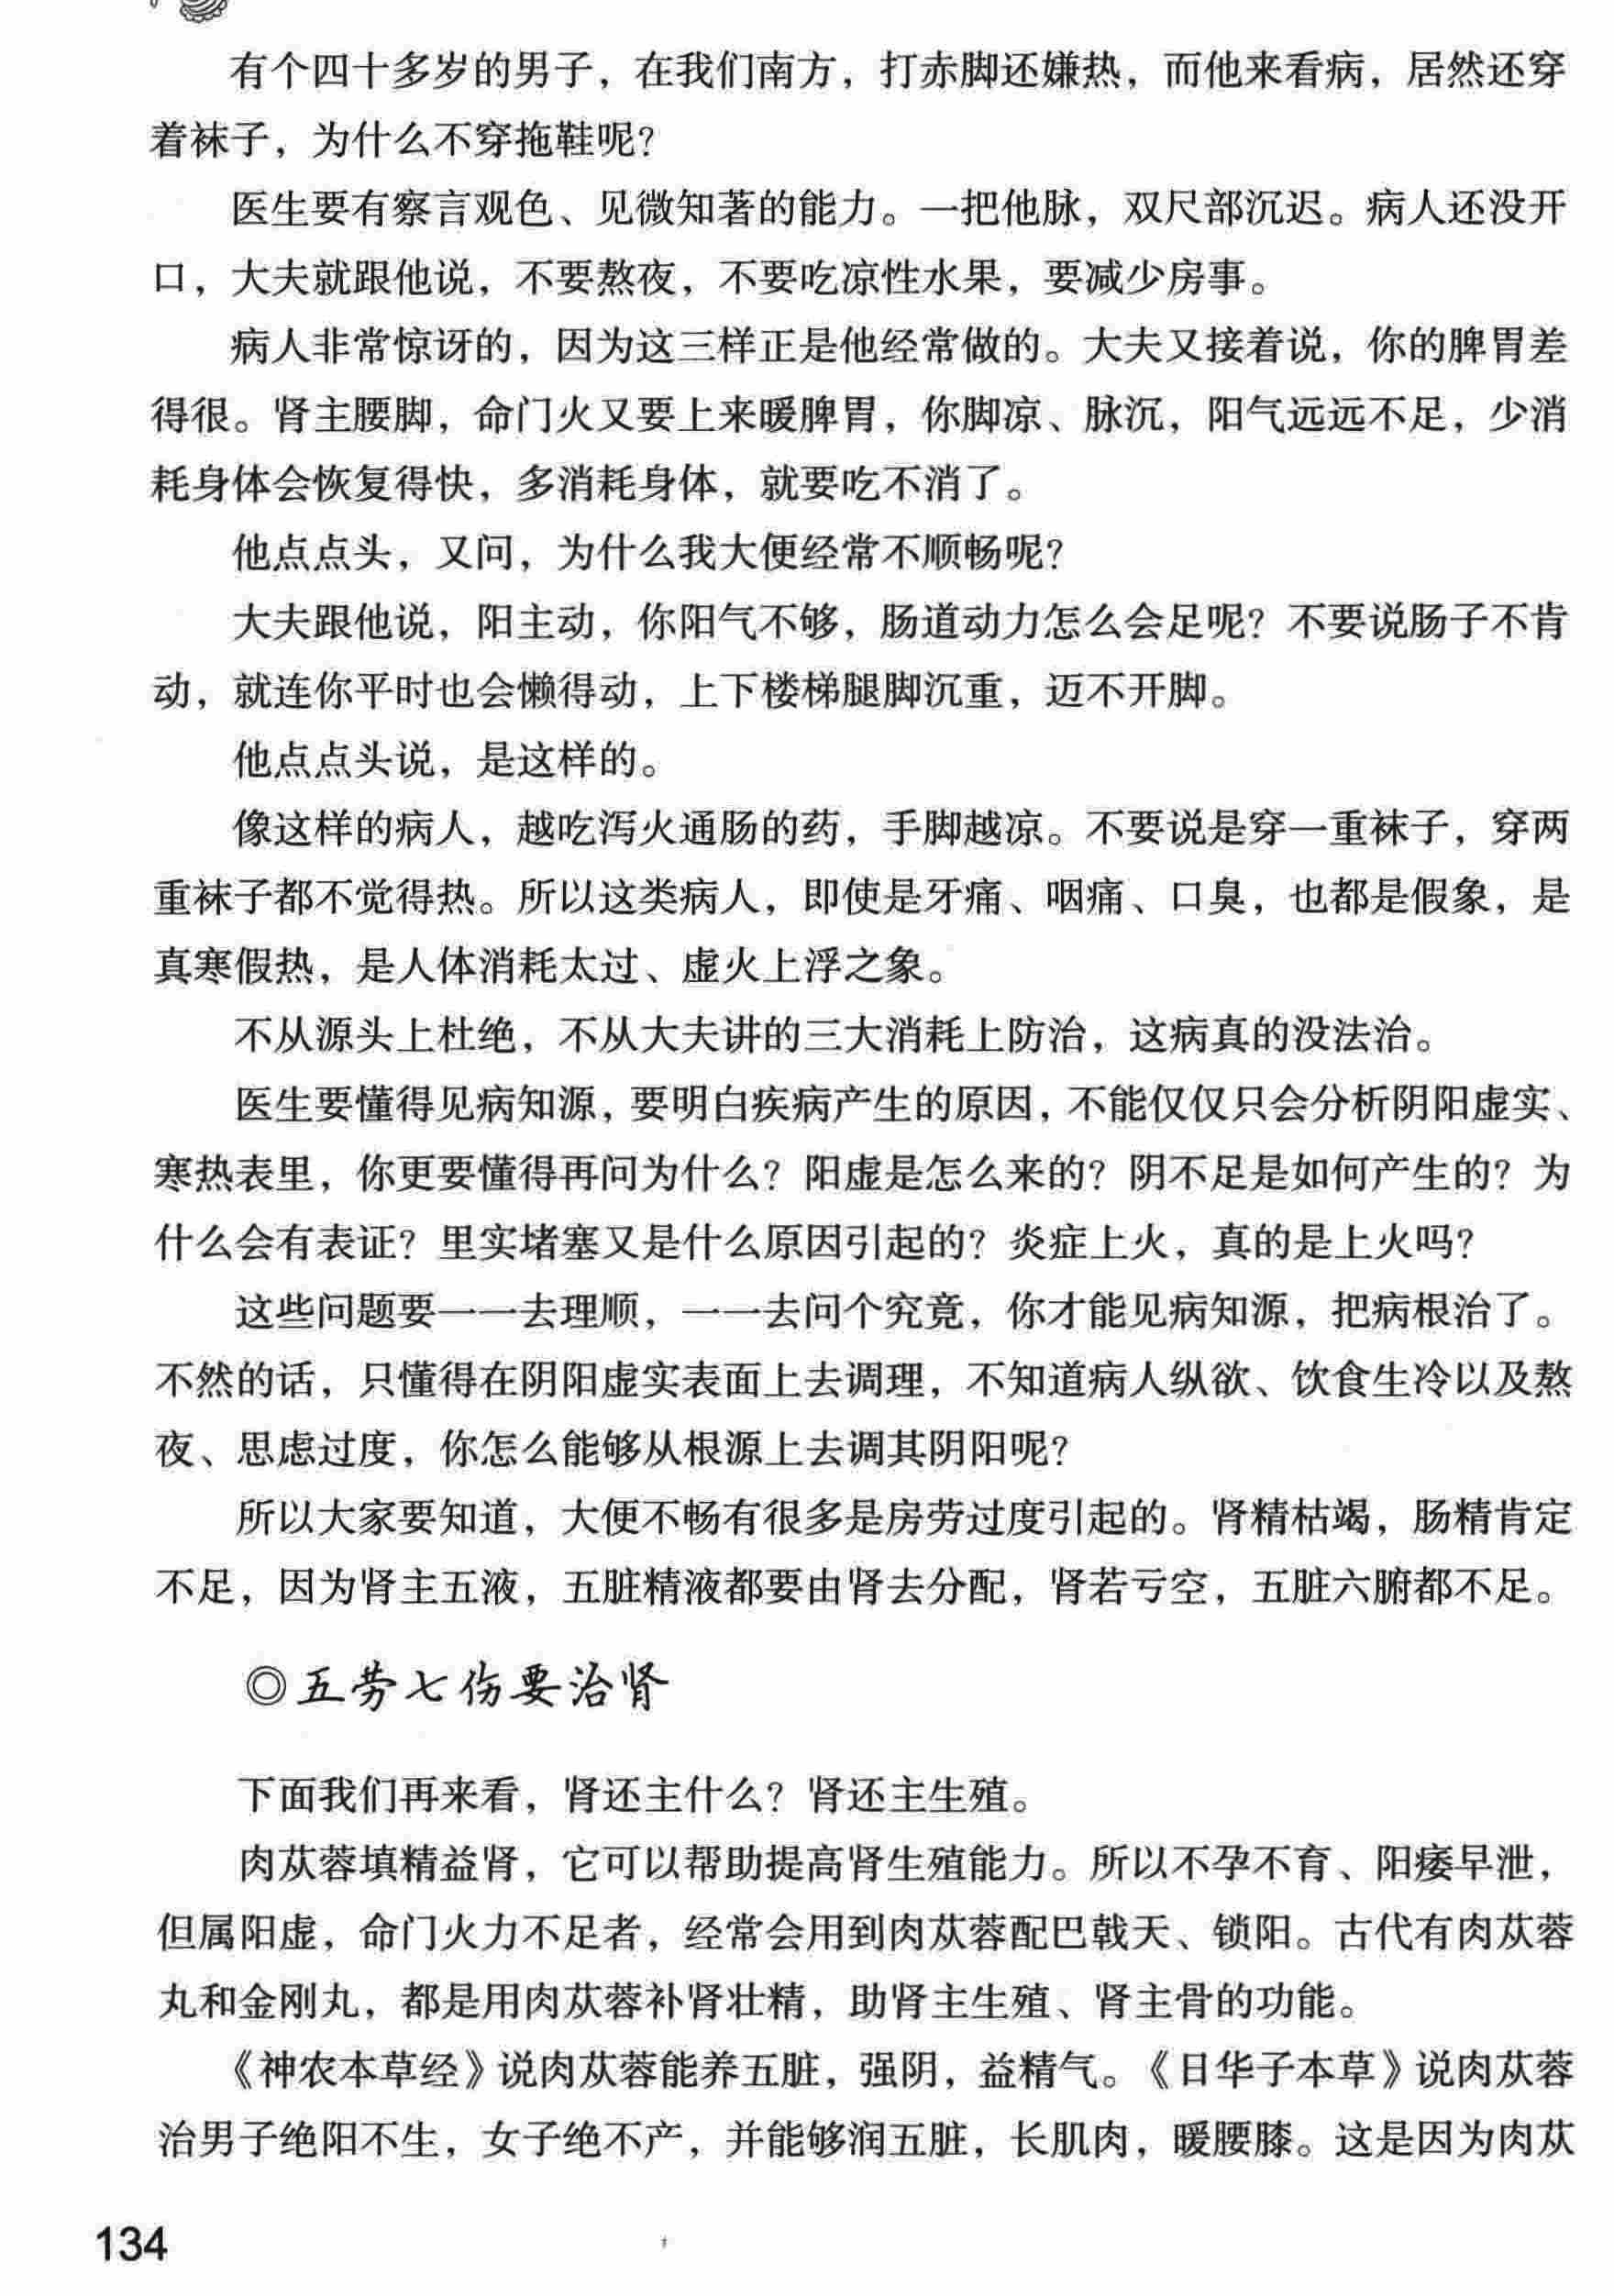 有个四十多岁的男子，在我们南方，打赤脚还嫌热，而他来看病，居然还穿
着袜子，为什么不穿拖鞋呢？
医生要有察言观色、见微知著的能力。一把他脉，双尺部沉迟。病人还没开
口，大夫就跟他说，不要熬夜，不要吃凉性水果，要减少房事。
病人非常惊讶的，因为这三样正是他经常做的。大夫又接着说，你的脾胃差
得很。肾主腰脚，命门火又要上来暖脾胃，你脚凉、脉沉，阳气远远不足，少消
耗身体会恢复得快，多消耗身体，就要吃不消了。
他点点头，又问，为什么我大便经常不顺畅呢？
大夫跟他说，阳主动，你阳气不够，肠道动力怎么会足呢？不要说肠子不肯
动，就连你平时也会懒得动，上下楼梯腿脚沉重，迈不开脚。
他点点头说，是这样的。
像这样的病人，越吃泻火通肠的药，手脚越凉。不要说是穿一重袜子，穿两
重袜子都不觉得热。所以这类病人，即使是牙痛、咽痛、口臭，也都是假象，是
真寒假热，是人体消耗太过、虚火上浮之象。
不从源头上杜绝，不从大夫讲的三大消耗上防治，这病真的没法治。
医生要懂得见病知源，要明白疾病产生的原因，不能仅仅只会分析阴阳虚实、
寒热表里，你更要懂得再问为什么？阳虚是怎么来的？阴不足是如何产生的？为
什么会有表证？里实堵塞又是什么原因引起的？炎症上火，真的是上火吗？
这些问题要一一去理顺，一一去问个究竟，你才能见病知源，把病根治了。
不然的话，只懂得在阴阳虚实表面上去调理，不知道病人纵欲、饮食生冷以及熬
夜、思虑过度，你怎么能够从根源上去调其阴阳呢？
所以大家要知道，大便不畅有很多是房劳过度引起的。肾精枯竭，肠精肯定
不足，因为肾主五液，五脏精液都要由肾去分配，肾若亏空，五脏六腑都不足。
◎五劳七伤要治肾
下面我们再来看，肾还主什么？肾还主生殖。
肉苁蓉填精益肾，它可以帮助提高肾生殖能力。所以不孕不育、阳痿早泄，
但属阳虚，命门火力不足者，经常会用到肉苁蓉配巴戟天、锁阳。古代有肉苁蓉
丸和金刚丸，都是用肉苁蓉补肾壮精，助肾主生殖、肾主骨的功能。
《神农本草经》说肉苁蓉能养五脏，强阴，益精气。《日华子本草》说肉苁蓉
治男子绝阳不生，女子绝不产，并能够润五脏，长肌肉，暖腰膝。这是因为肉苁
134